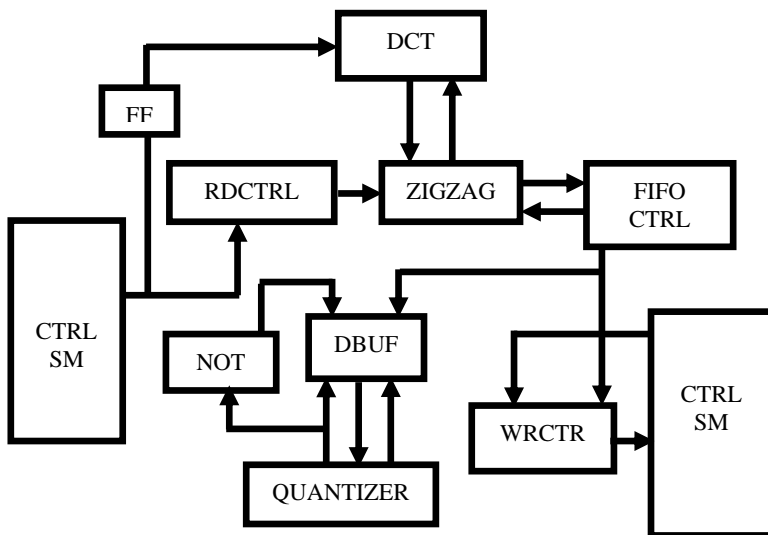 DCT
FF
RDCTRL
ZIGZAG
FIFO
CTRL
CTRL
SM
NOT
DBUF
CTRL
SM
WRCTR
QUANTIZER